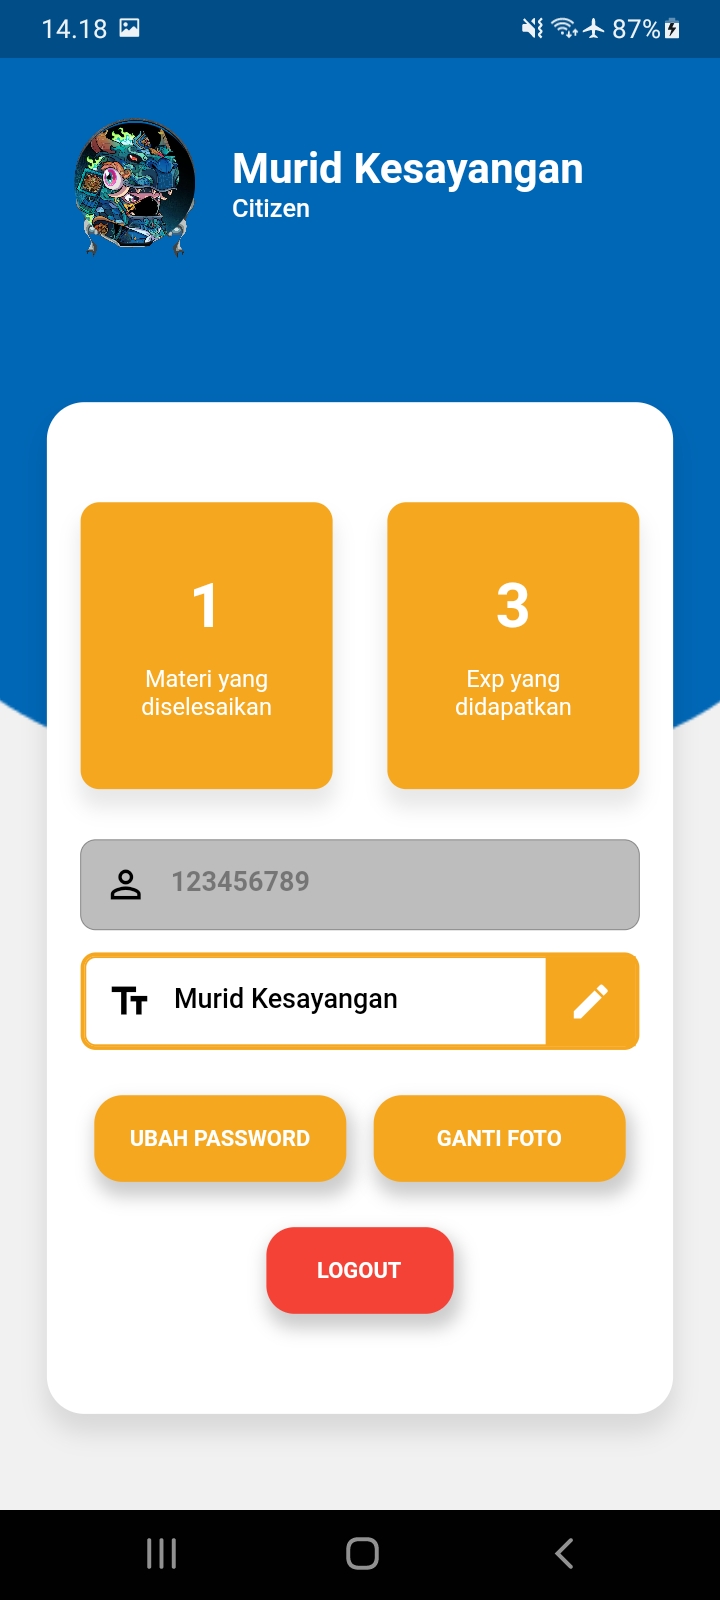 14.18
87%
Murid Kesayangan
Citizen
1
Materi yang
diselesaikan
3
Exp yang
didapatkan
123456789
Murid Kesayangan
UBAH PASSWORD
GANTI FOTO
LOGOUT